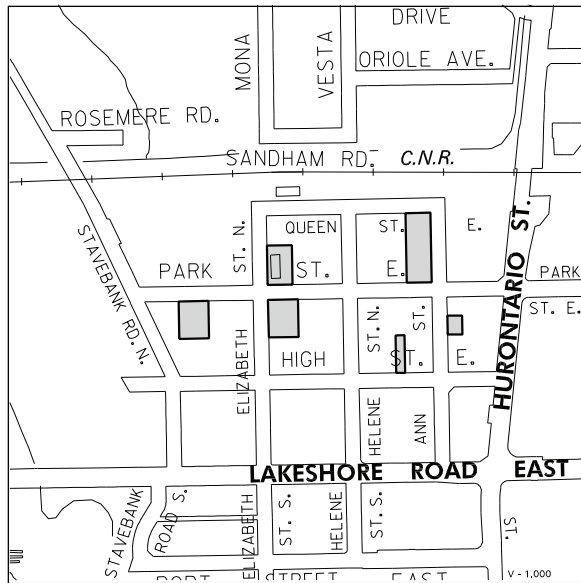 DRIVE
MONA
VESTA
ORIOLE AVE.
ROSEMERE RD.
SANDHAM RD.
C.N.R.
STAVEBANK RD. N.
ST. N.
QUEEN ST. E.
PARK ST. E.
PARK ST. E.
HURONTARIO ST.
ELIZABETH
HIGH ST. E.
HELENE ST. N.
ANN ST.
LAKESHORE ROAD EAST
STAVEBANK ROAD S.
ELIZABETH ST. S.
HELENE ST. S.
ST.
PORT STREET EAST
V - 1,000